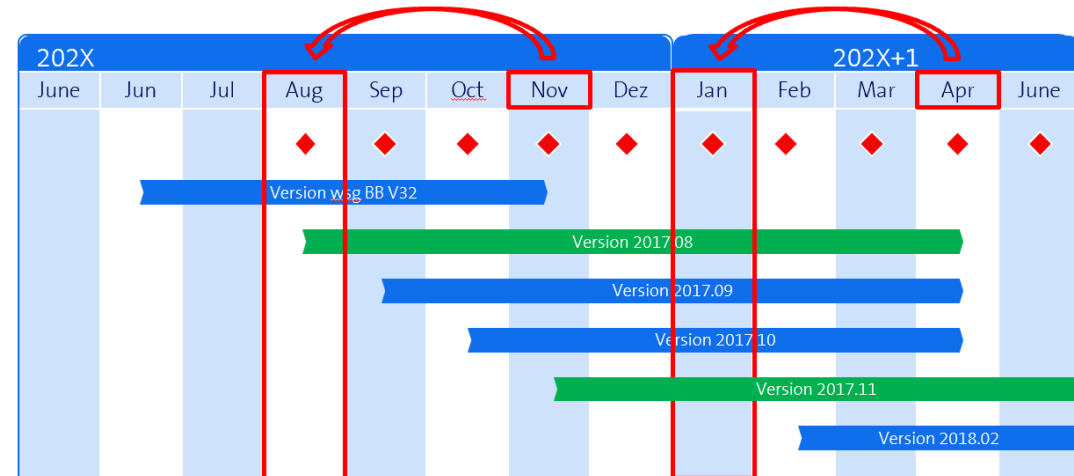 202X
202X+1
June Jun Jul Aug Sep Oct Nov Dez Jan Feb Mar Apr June
Version wsg BB V32
Version 2017.08
Version 2017.09
Version 2017.10
Version 2017.11
Version 2018.02